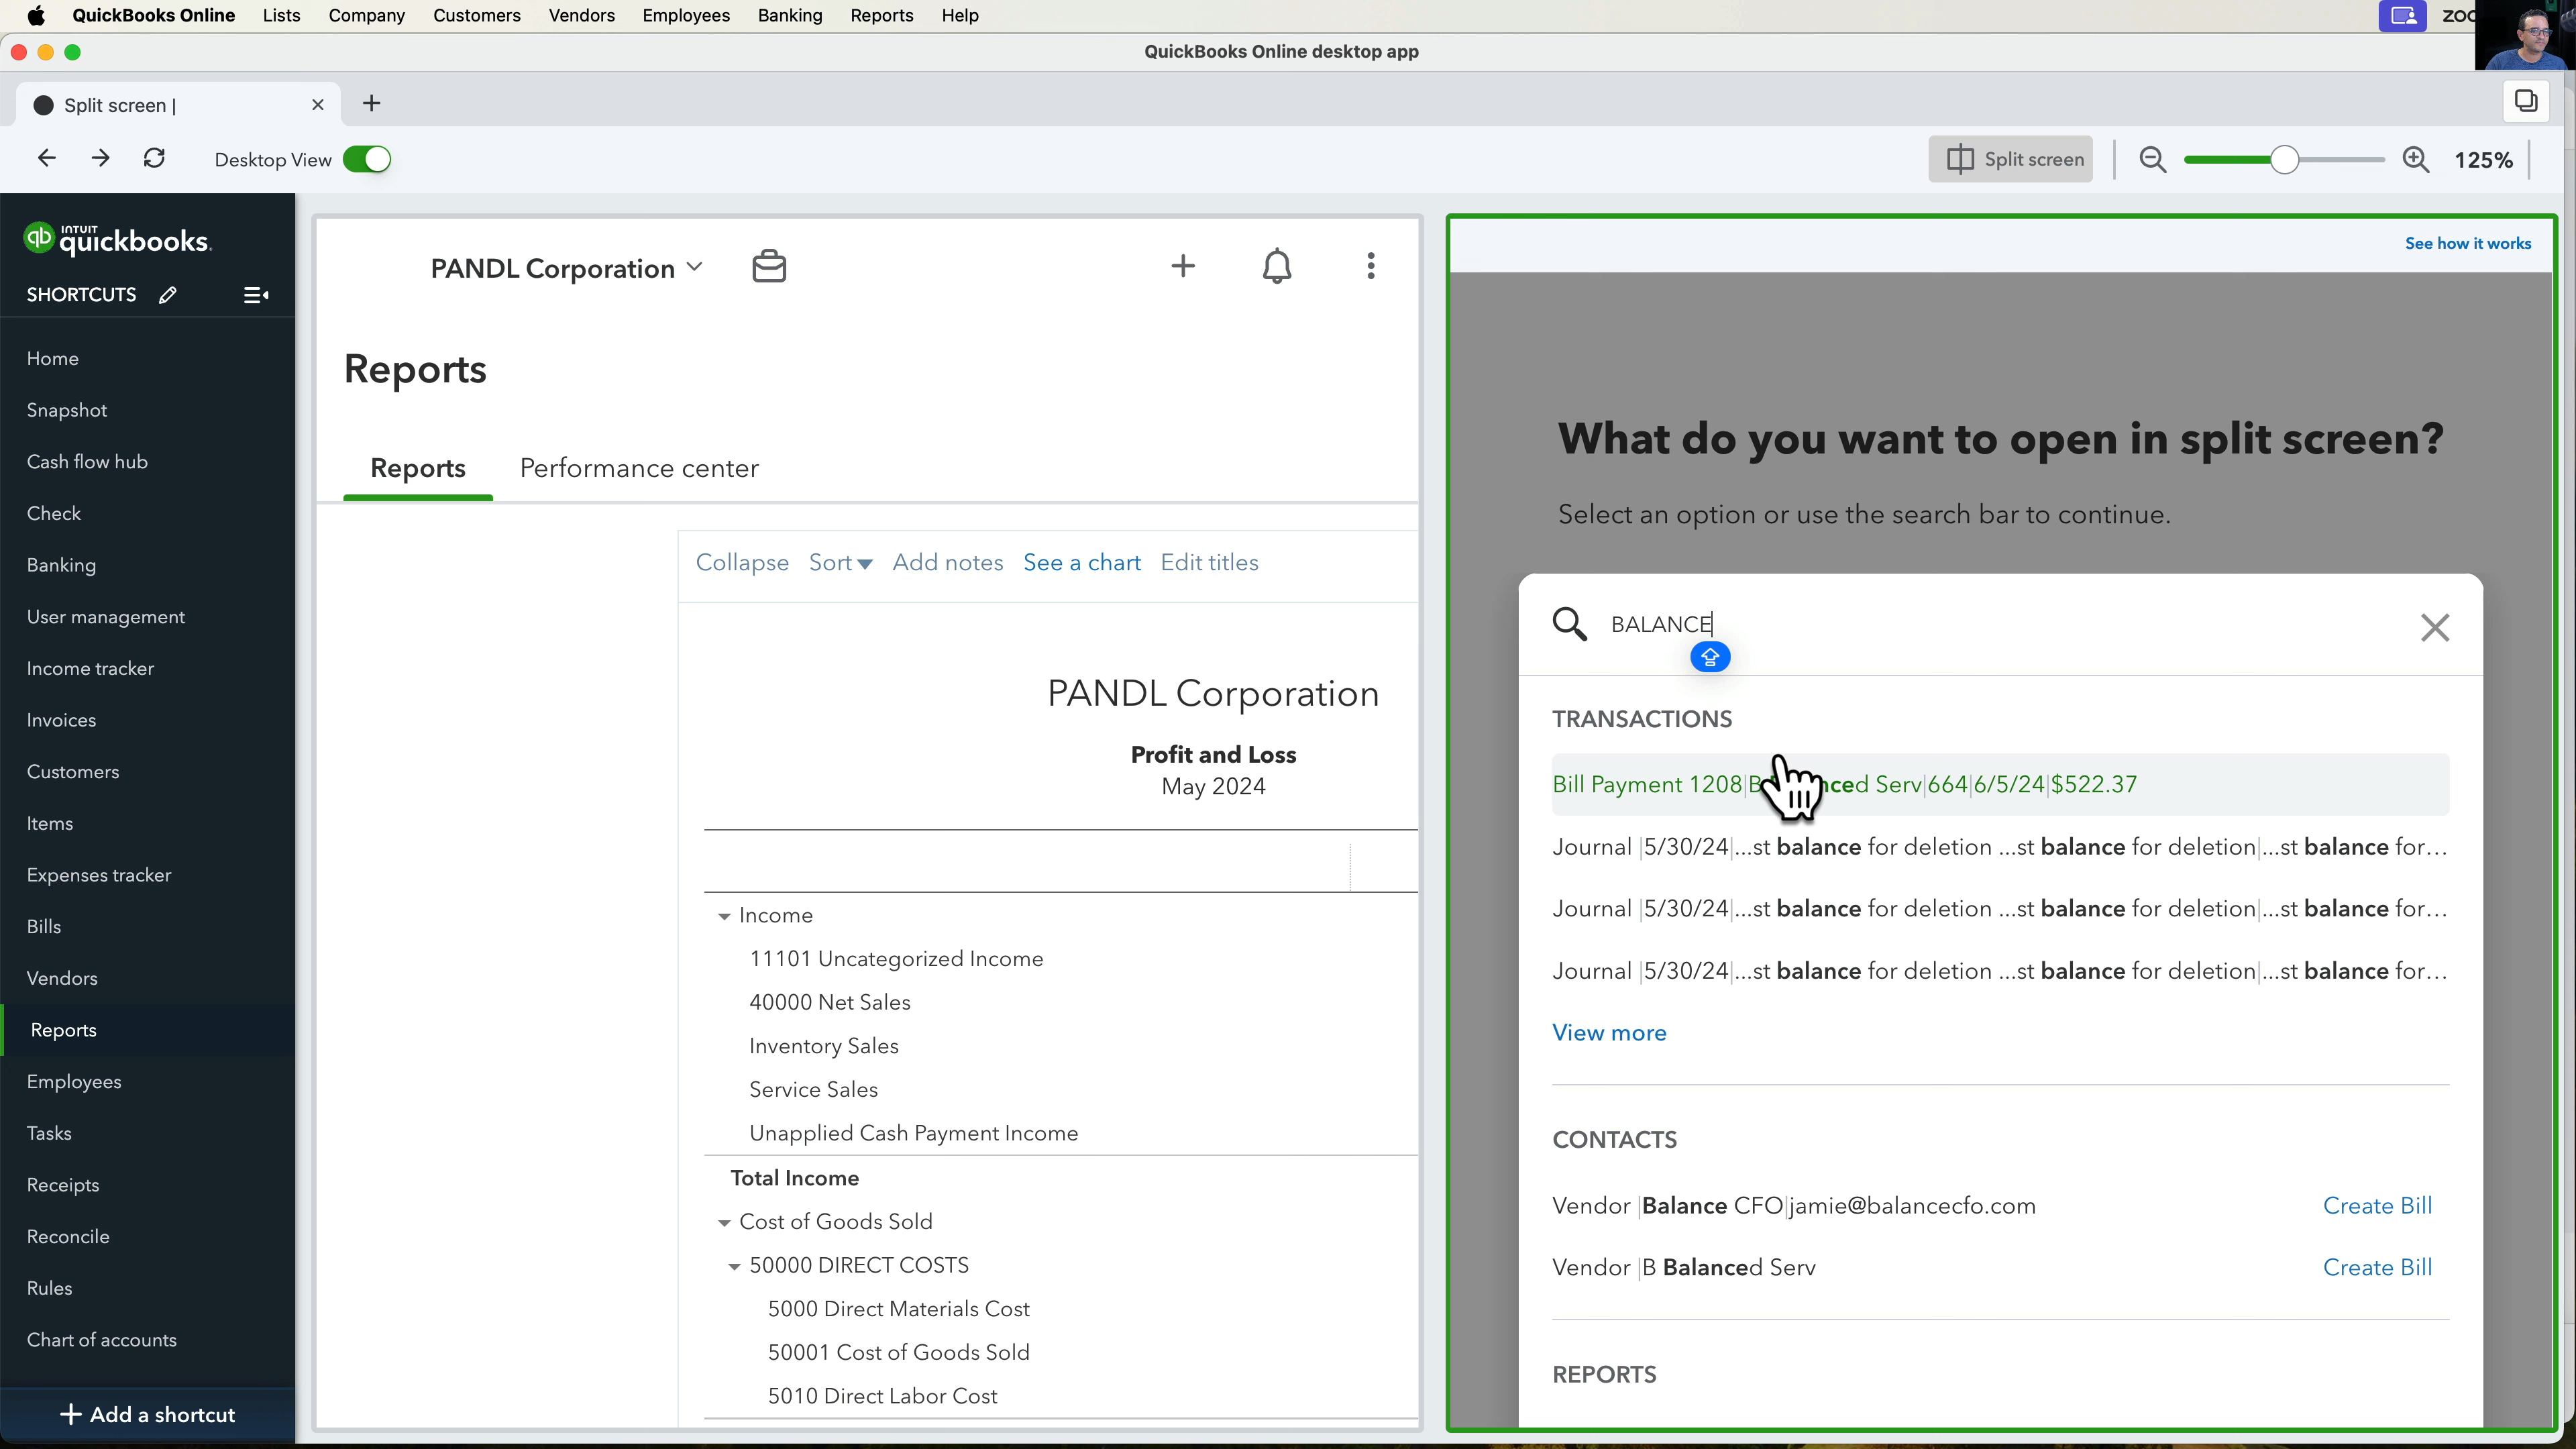 QuickBooks Online Lists Company Customers Vendors Employees Banking Reports Help
QuickBooks Online desktop app
Split screen |
Desktop View
Split screen
125%
INTUIT
quickbooks.
SHORTCUTS
Home
Snapshot
Cash flow hub
Check
Banking
User management
Income tracker
Invoices
Customers
Items
Expenses tracker
Bills
Vendors
Reports
Employees
Tasks
Receipts
Reconcile
Rules
Chart of accounts
Add a shortcut
PANDL Corporation
Reports
Reports Performance center
Collapse Sort Add notes See a chart Edit titles
PANDL Corporation
Profit and Loss
May 2024
Income
11101 Uncategorized Income
40000 Net Sales
Inventory Sales
Service Sales
Unapplied Cash Payment Income
Total Income
Cost of Goods Sold
50000 DIRECT COSTS
5000 Direct Materials Cost
50001 Cost of Goods Sold
5010 Direct Labor Cost
See how it works
What do you want to open in split screen?
Select an option or use the search bar to continue.
BALANCE
TRANSACTIONS
Bill Payment 1208|B Serv|664|6/5/24|$522.37
Journal |5/30/24|...st balance for deletion ...st balance for deletion|...st balance for...
Journal |5/30/24|...st balance for deletion ...st balance for deletion|...st balance for...
Journal |5/30/24|...st balance for deletion ...st balance for deletion|...st balance for...
View more
CONTACTS
Vendor |Balance CFO|jamie@balancecfo.com Create Bill
Vendor |B Balanced Serv Create Bill
REPORTS